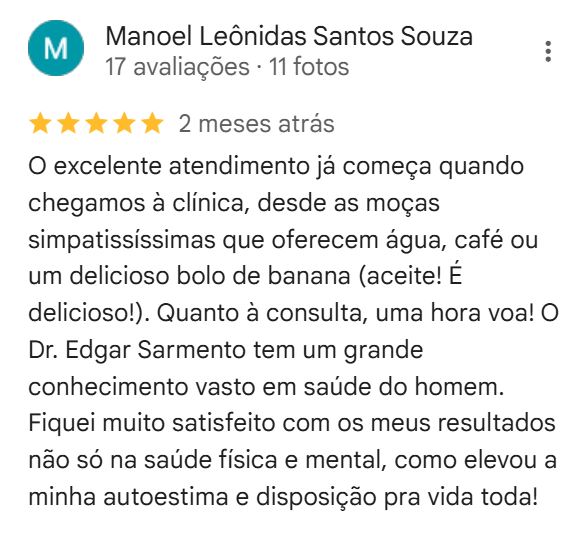 M
Manoel Leônidas Santos Souza
17 avaliações · 11 fotos
2 meses atrás
O excelente atendimento já começa quando
chegamos à clínica, desde as moças
simpatissíssimas que oferecem água, café ou
um delicioso bolo de banana (aceite! É
delicioso!). Quanto à consulta, uma hora voa! O
Dr. Edgar Sarmento tem um grande
conhecimento vasto em saúde do homem.
Fiquei muito satisfeito com os meus resultados
não só na saúde física e mental, como elevou a
minha autoestima e disposição pra vida toda!